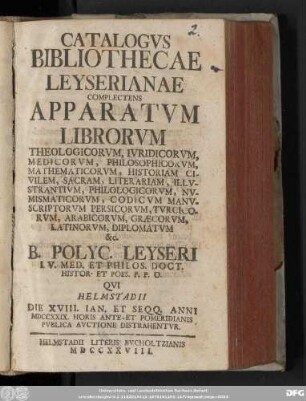 2.
CATALOGVS
BIBLIOTHECAE
LEYSERIANAE
COMPLECTENS
APPARATVM
LIBRORVM
THEOLOGICORVM, IVRIDICORVM,
MEDICORVM, PHILOSOPHICORVM,
MATHEMATICORVM, HISTORIAM CI-
VILEM, SACRAM, LITERARIAM, ILLV-
STRANTIVM, PHILOLOGICORVM, NV-
MISMATICORVM, CODICVM MANV-
SCRIPTORVM PERSICORVM, TVRCIC O-
RVM, ARABICORVM, GRÆCORVM,
LATINORVM, DIPLOMATVM
&c.
B. POLYC. LEYSERI
I. V. MED. ET PHILOS. DOCT.
HISTOR- ET POES. P. P. O.
QVI
HELMSTADII
DIE XVIII. IAN. ET SEQQ. ANNI
MDCCXXIX. HORIS ANTE- ET POMERIDIANIS
PVBLICA AVCTIONE DISTRAHENTVR.
HELMSTADII LITERIS BVCHOLTZIANIS
MDCCXXVIII.
DFG